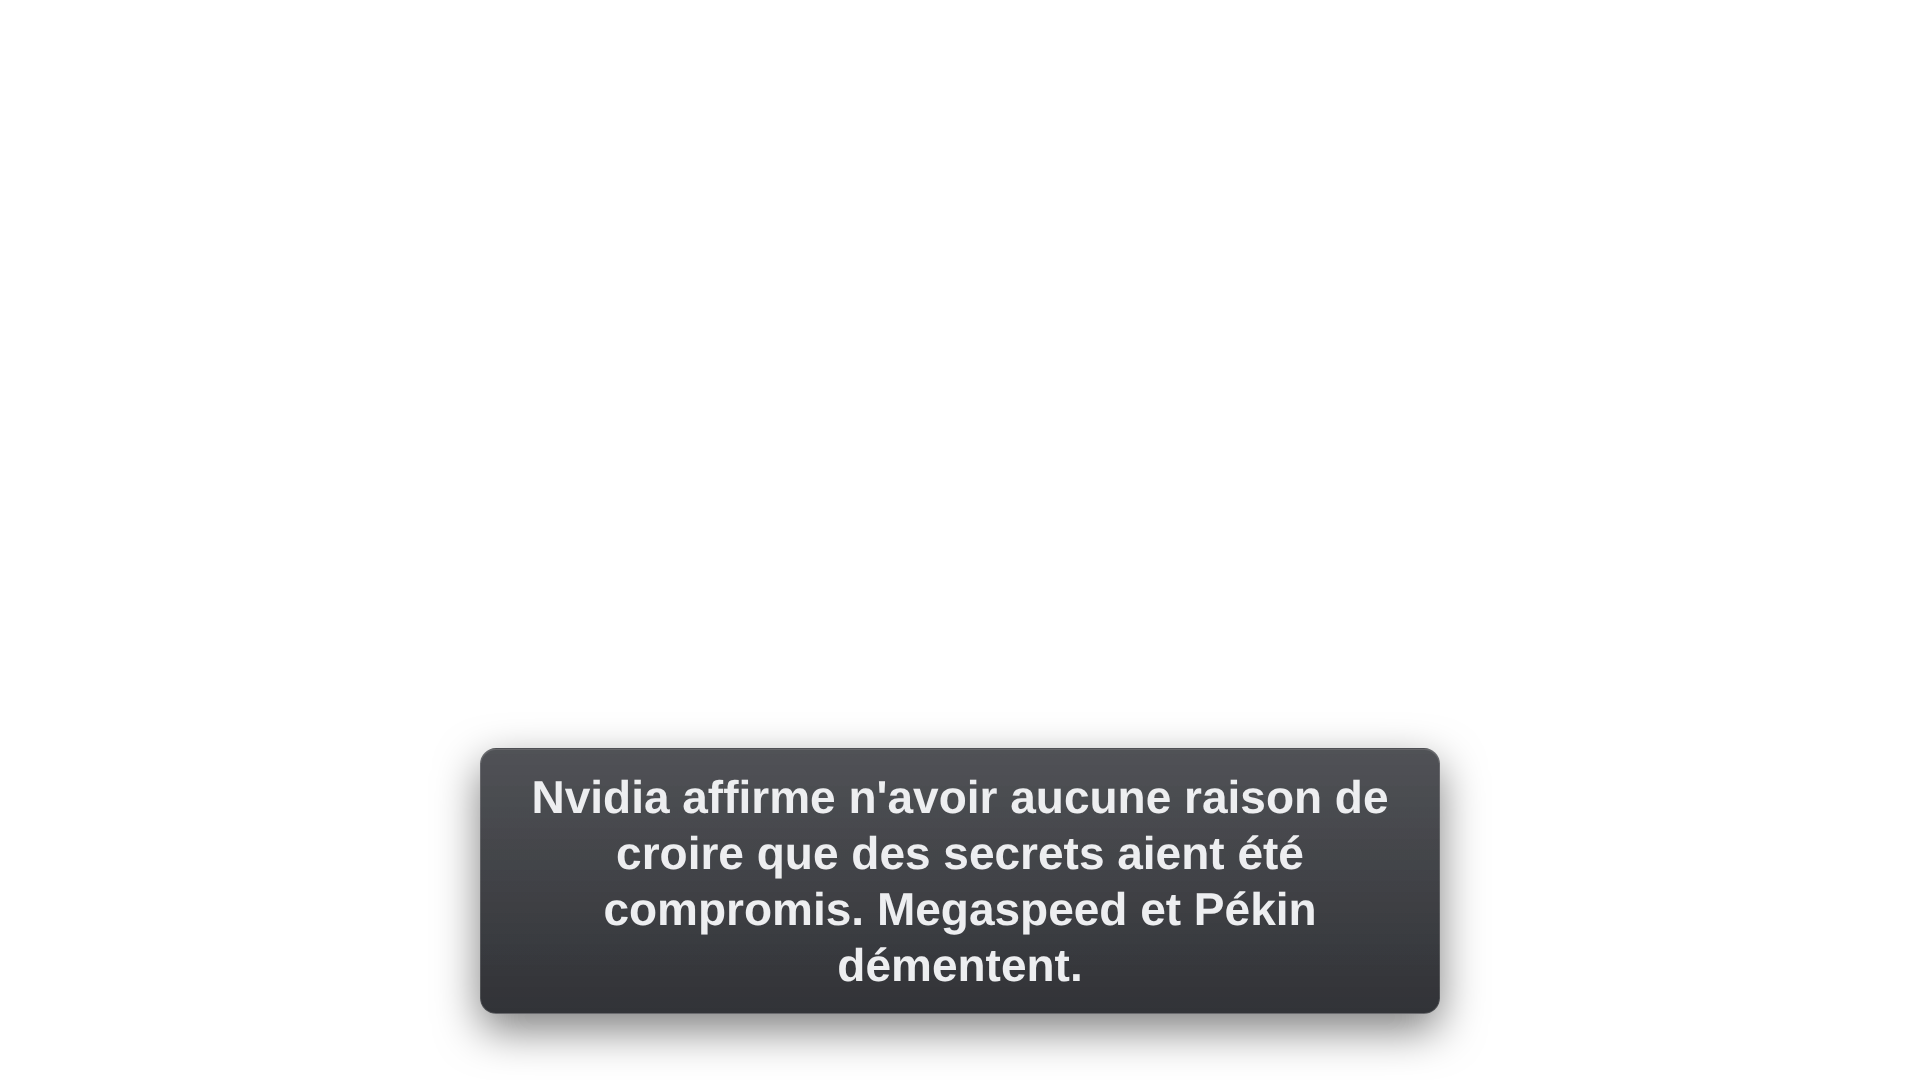 Nvidia affirme n'avoir aucune raison de
croire que des secrets aient été
compromis. Megaspeed et Pékin
démentent.